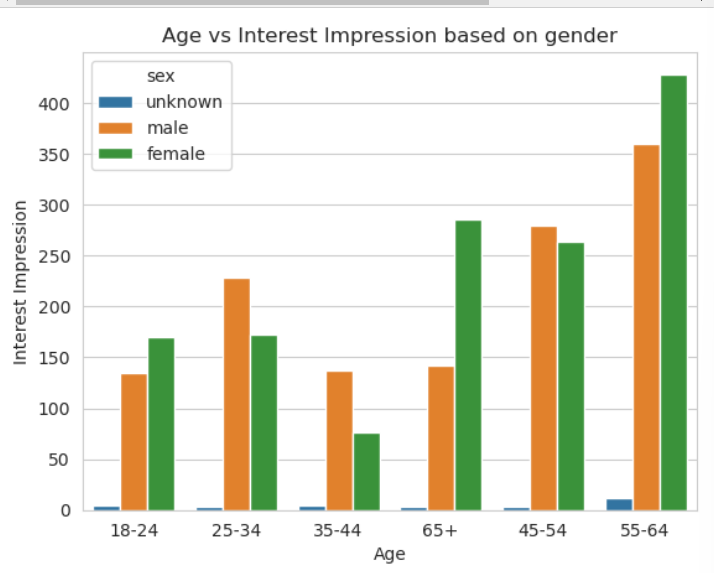 Age vs Interest Impression based on gender
sex
unknown
male
female
Interest Impression
400
350
300
250
200
150
100
50
0
18-24 25-34 35-44 65+ 45-54 55-64
Age